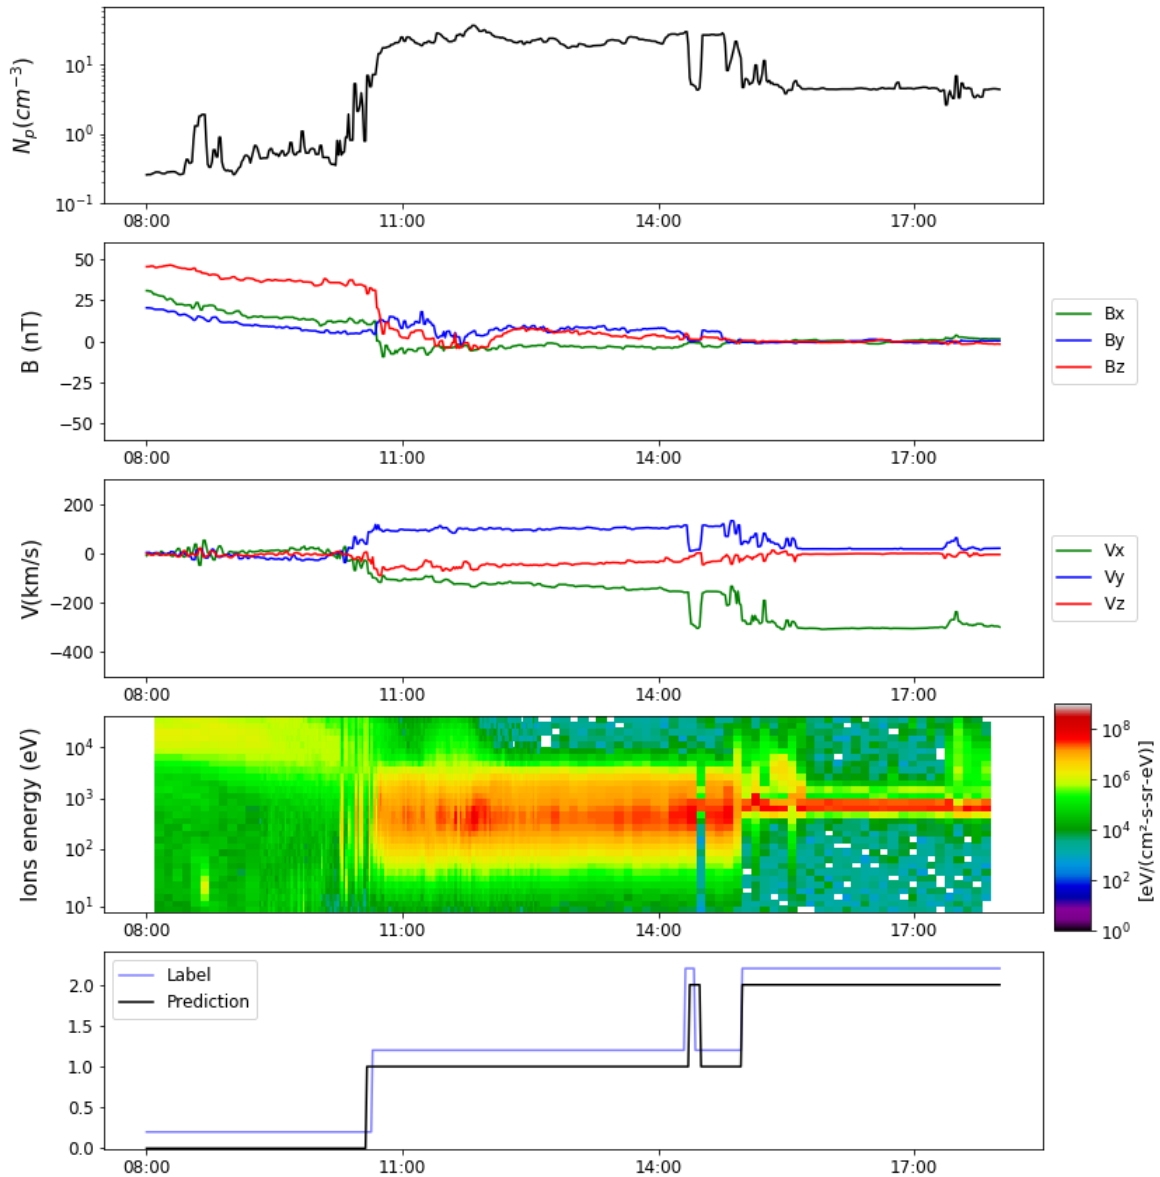 N_p(cm^{-3})
10^1
10^0
10^{-1}
08:00 11:00 14:00 17:00
B (nT)
50
25
0
−25
−50
08:00 11:00 14:00 17:00
Bx
By
Bz
V(km/s)
200
0
−200
−400
08:00 11:00 14:00 17:00
Vx
Vy
Vz
Ions energy (eV)
10^4
10^3
10^2
10^1
08:00 11:00 14:00 17:00
10^8
10^6
10^4
10^2
10^0
[eV/(cm²-s-sr-eV)]
Label
Prediction
2.0
1.5
1.0
0.5
0.0
08:00 11:00 14:00 17:00